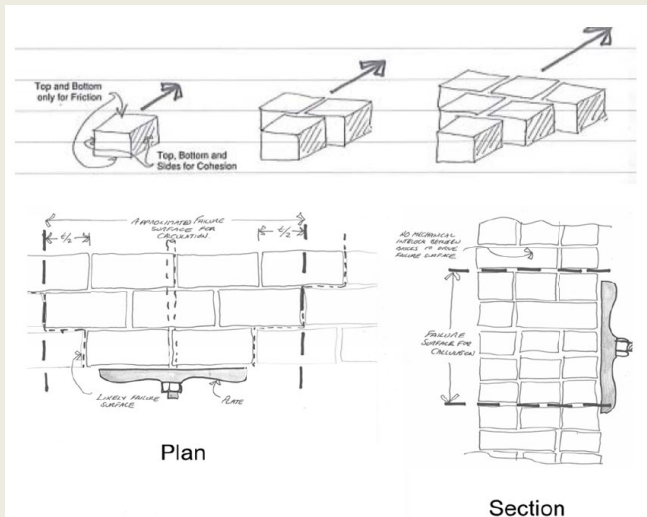 Top and Bottom
only for Friction
Top, Bottom and
Sides for Cohesion
APPROXIMATED FAILURE
SURFACE FOR
CALCULATION
t/2
t/2
LIKELY FAILURE
SURFACE
PLATE
Plan
NO MECHANICAL
INTERLOCK BETWEEN
BRICKS TO DRIVE
FAILURE SURFACE
FAILURE
SURFACE FOR
CALCULATION
Section